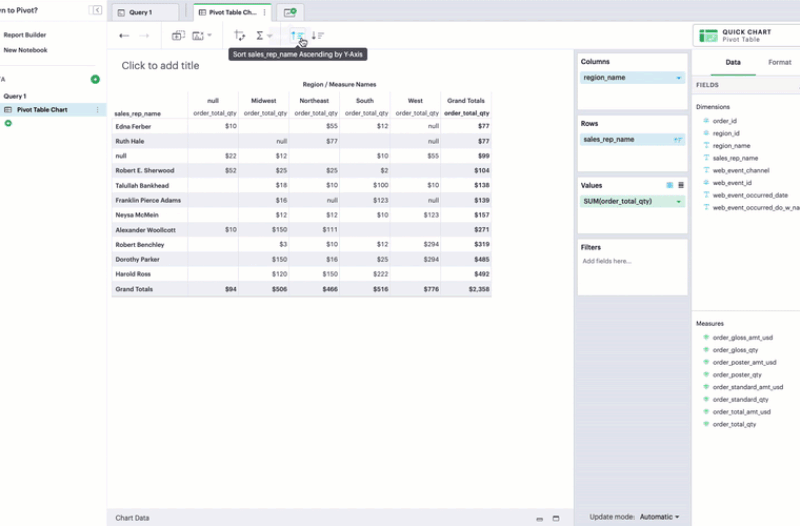 n to Pivot?
Query 1
Pivot Table Ch...
Report Builder
New Notebook
TA
Query 1
Pivot Table Chart
Sort sales_rep_name Ascending by Y-Axis
Click to add title
Region / Measure Names
null Midwest Northeast South West Grand Totals
sales_rep_name order_total_qty order_total_qty order_total_qty order_total_qty order_total_qty order_total_qty
Edna Ferber $10 $55 $12 null $77
Ruth Hale null $77 null $77
null $22 $12 $10 $55 $99
Robert E. Sherwood $52 $25 $25 $2 $104
Talullah Bankhead $18 $10 $100 $10 $138
Franklin Pierce Adams $16 null $123 null $139
Neysa McMein $12 $12 $10 $123 $157
Alexander Woollcott $10 $150 $111 $271
Robert Benchley $3 $10 $12 $294 $319
Dorothy Parker $150 $16 $25 $294 $485
Harold Ross $120 $150 $222 $492
Grand Totals $94 $506 $466 $516 $776 $2,358
Chart Data
Columns
region_name
Rows
sales_rep_name
Values
SUM(order_total_qty)
Filters
Add fields here...
Update mode: Automatic
QUICK CHART
Pivot Table
Data Format
FIELDS
Dimensions
order_id
region_id
region_name
sales_rep_name
web_event_channel
web_event_id
web_event_occurred_date
web_event_occurred_do_w_na
Measures
order_gloss_amt_usd
order_gloss_qty
order_poster_amt_usd
order_poster_qty
order_standard_amt_usd
order_standard_qty
order_total_amt_usd
order_total_qty